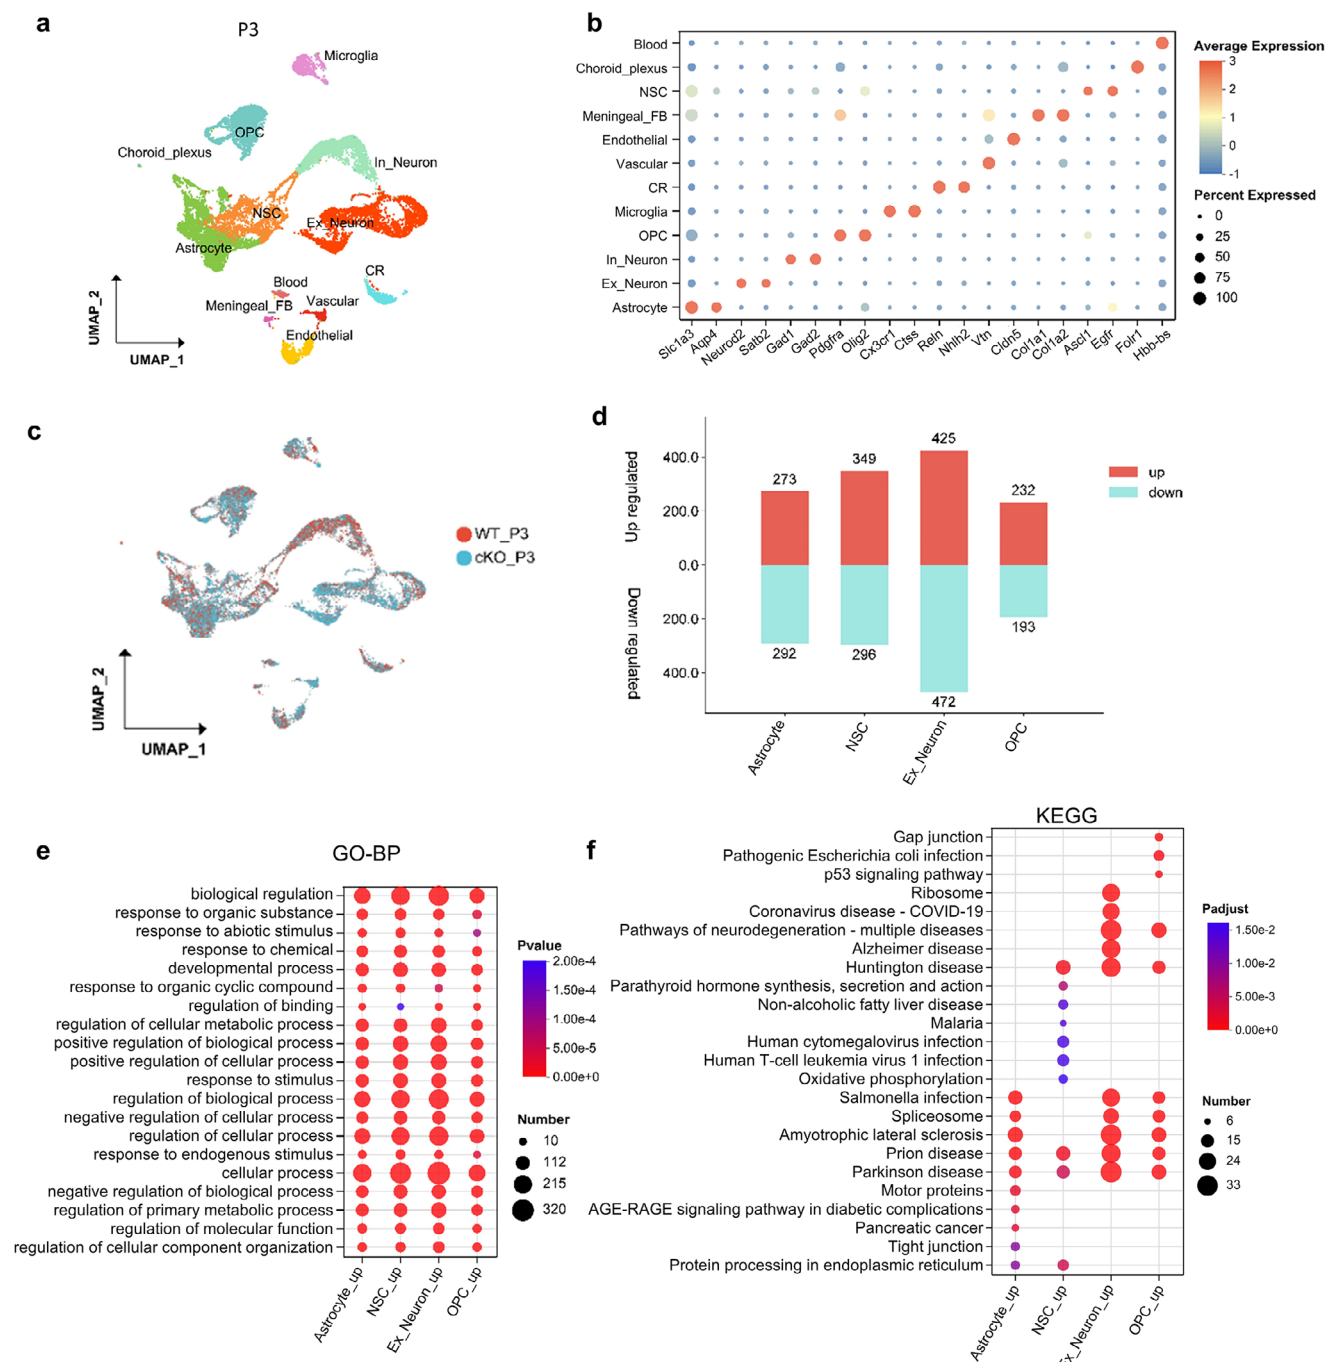 a
P3
Microglia
OPC
Choroid_plexus
In_Neuron
NSC
Ex_Neuron
Astrocyte
CR
Blood
Meningeal_FB
Vascular
Endothelial
UMAP_2
UMAP_1
b
Blood
Choroid_plexus
NSC
Meningeal_FB
Endothelial
Vascular
CR
Microglia
OPC
In_Neuron
Ex_Neuron
Astrocyte
Slc1a3
Aqp4
Neurod2
Satb2
Gad1
Gad2
Pdgfra
Olig2
Cx3cr1
Ctss
Reln
Nhlh2
Vtn
Cldn5
Col1a1
Col1a2
Ascl1
Egfr
Folr1
Hbb-bs
Average Expression
3
2
1
0
-1
Percent Expressed
0
25
50
75
100
c
WT_P3
cKO_P3
UMAP_2
UMAP_1
d
Up regulated
Down regulated
400.0
200.0
0.0
200.0
400.0
273
349
425
232
292
296
472
193
up
down
Astrocyte
NSC
Ex_Neuron
OPC
e
GO-BP
biological regulation
response to organic substance
response to abiotic stimulus
response to chemical
developmental process
response to organic cyclic compound
regulation of binding
regulation of cellular metabolic process
positive regulation of biological process
positive regulation of cellular process
response to stimulus
regulation of biological process
negative regulation of cellular process
regulation of cellular process
response to endogenous stimulus
cellular process
negative regulation of biological process
regulation of primary metabolic process
regulation of molecular function
regulation of cellular component organization
Astrocyte_up
NSC_up
Ex_Neuron_up
OPC_up
Pvalue
2.00e-4
1.50e-4
1.00e-4
5.00e-5
0.00e+0
Number
10
112
215
320
f
KEGG
Gap junction
Pathogenic Escherichia coli infection
p53 signaling pathway
Ribosome
Coronavirus disease - COVID-19
Pathways of neurodegeneration - multiple diseases
Alzheimer disease
Huntington disease
Parathyroid hormone synthesis, secretion and action
Non-alcoholic fatty liver disease
Malaria
Human cytomegalovirus infection
Human T-cell leukemia virus 1 infection
Oxidative phosphorylation
Salmonella infection
Spliceosome
Amyotrophic lateral sclerosis
Prion disease
Parkinson disease
Motor proteins
AGE-RAGE signaling pathway in diabetic complications
Pancreatic cancer
Tight junction
Protein processing in endoplasmic reticulum
Astrocyte_up
NSC_up
Ex_Neuron_up
OPC_up
Padjust
1.50e-2
1.00e-2
5.00e-3
0.00e+0
Number
6
15
24
33